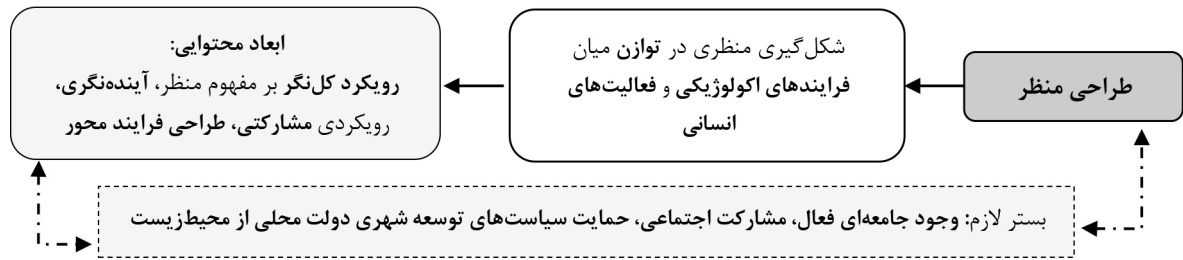 طراحی منظر
شکل‌گیری منظری در توازن میان
فرایندهای اکولوژیکی و فعالیت‌های
انسانی
ابعاد محتوایی:
رویکرد کل‌نگر بر مفهوم منظر، آینده‌نگری،
رویکردی مشارکتی، طراحی فرایند محور
بستر لازم: وجود جامعه‌ای فعال، مشارکت اجتماعی، حمایت سیاست‌های توسعه شهری دولت محلی از محیط‌زیست